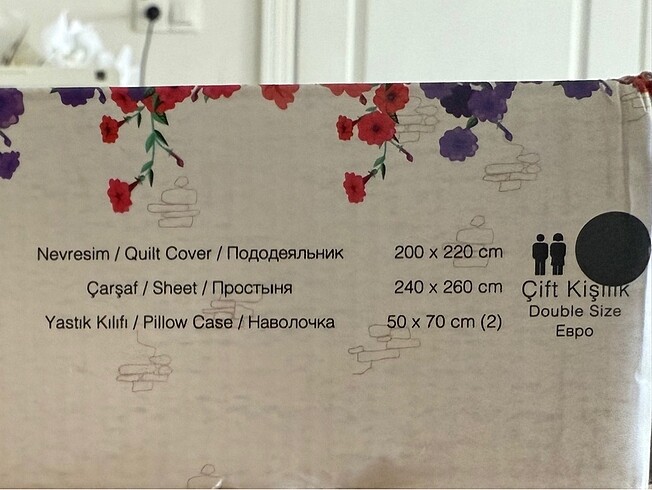 Nevresim / Quilt Cover / Пододеяльник 200 x 220 cm
Çarşaf / Sheet / Простыня 240 x 260 cm
Yastık Kılıfı / Pillow Case / Наволочка 50 x 70 cm (2)
Çift Kişilik
Double Size
Евро